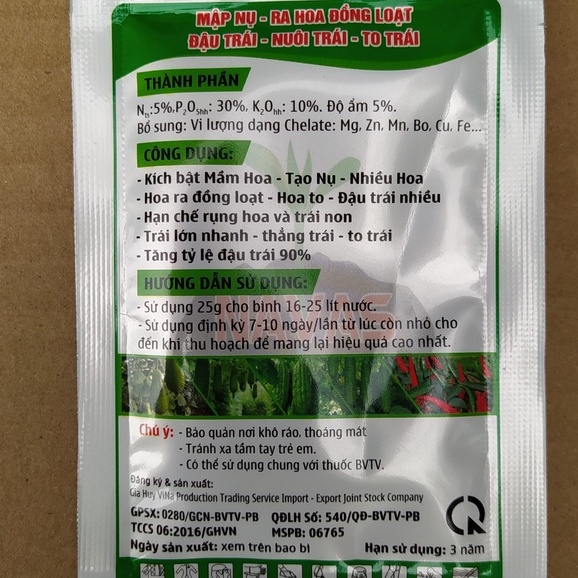 MẬP NỤ - RA HOA ĐỒNG LOẠT
ĐẬU TRÁI - NUÔI TRÁI - TO TRÁI
THÀNH PHẦN
Nts:5%,P2O5hh: 30%, K2Ohh: 10%. Độ ẩm 5%.
Bổ sung: Vi lượng dạng Chelate: Mg, Zn, Mn, Bo, Cu, Fe...
CÔNG DỤNG:
- Kích bật Mầm Hoa - Tạo Nụ - Nhiều Hoa
- Hoa ra đồng loạt - Hoa to - Đậu trái nhiều
- Hạn chế rụng hoa và trái non
- Trái lớn nhanh - thẳng trái - to trái
- Tăng tỷ lệ đậu trái 90%
HƯỚNG DẪN SỬ DỤNG:
- Sử dụng 25g cho bình 16-25 lít nước.
- Sử dụng định kỳ 7-10 ngày/lần từ lúc còn nhỏ cho
đến khi thu hoạch để mang lại hiệu quả cao nhất.
NAVAS
Chú ý: - Bảo quản nơi khô ráo, thoáng mát
- Tránh xa tầm tay trẻ em.
- Có thể sử dụng chung với thuốc BVTV.
Đăng ký & sản xuất:
Gia Huy ViNa Production Trading Service Import - Export Joint Stock Company
GPSX: 0280/GCN-BVTV-PB QĐLH Số: 540/QĐ-BVTV-PB
TCCS 06:2016/GHVN MSPB: 06765
Ngày sản xuất: xem trên bao bì Hạn sử dụng: 3 năm